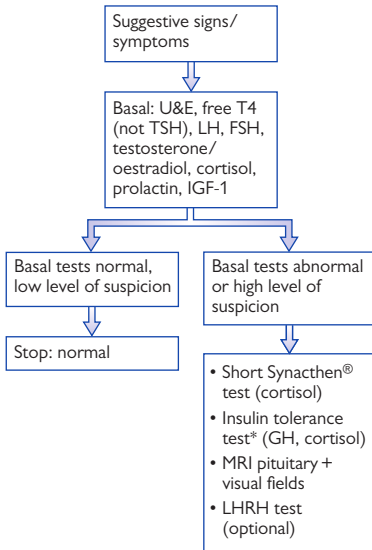 Suggestive signs/
symptoms
Basal: U&E, free T4
(not TSH), LH, FSH,
testosterone/
oestradiol, cortisol,
prolactin, IGF-1
Basal tests normal,
low level of suspicion
Stop: normal
Basal tests abnormal
or high level of
suspicion
• Short Synacthen®
test (cortisol)
• Insulin tolerance
test* (GH, cortisol)
• MRI pituitary +
visual fields
• LHRH test
(optional)